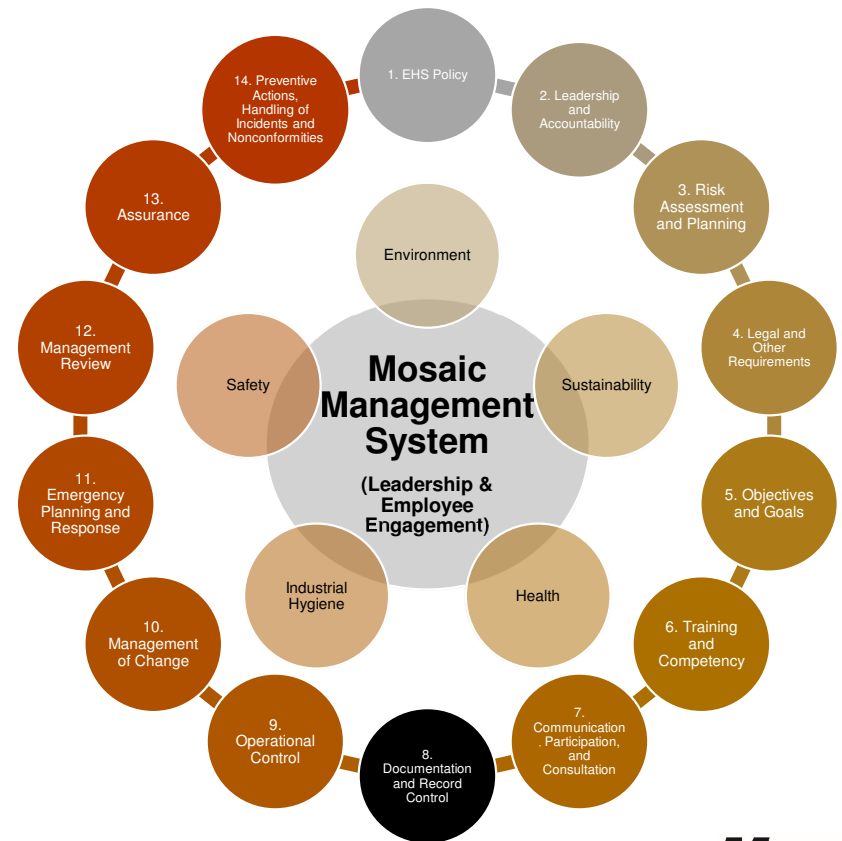 1. EHS Policy
2. Leadership
and
Accountability
3. Risk
Assessment
and Planning
4. Legal and
Other
Requirements
5. Objectives
and Goals
6. Training
and
Competency
7.
Communication
, Participation,
and
Consultation
8.
Documentation
and Record
Control
9.
Operational
Control
10.
Management
of Change
11.
Emergency
Planning and
Response
12.
Management
Review
13.
Assurance
14. Preventive
Actions,
Handling of
Incidents and
Nonconformities
Environment
Sustainability
Health
Industrial
Hygiene
Safety
Mosaic
Management
System
(Leadership &
Employee
Engagement)